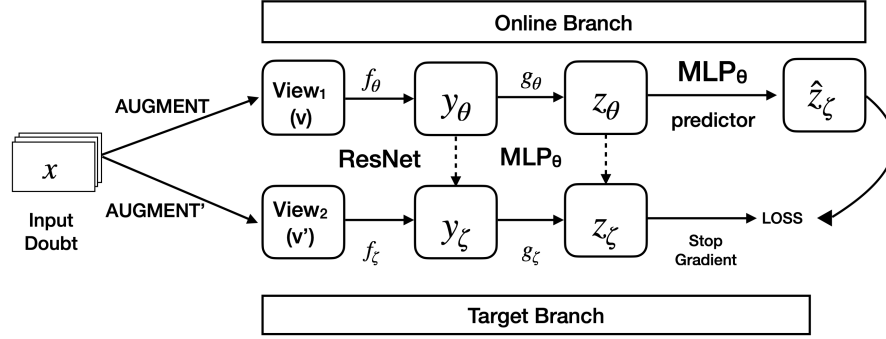 Online Branch
AUGMENT
View₁
(v)
f_θ
y_θ
g_θ
z_θ
MLP_θ
predictor
ẑ_ζ
x
Input
Doubt
ResNet
MLP_θ
AUGMENT'
View₂
(v')
f_ζ
y_ζ
g_ζ
z_ζ
Stop
Gradient
LOSS
Target Branch